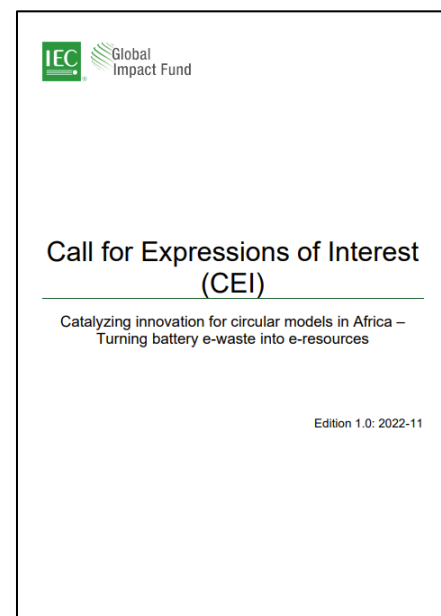 IEC
Global
Impact Fund
Call for Expressions of Interest
(CEI)
Catalyzing innovation for circular models in Africa –
Turning battery e-waste into e-resources
Edition 1.0: 2022-11